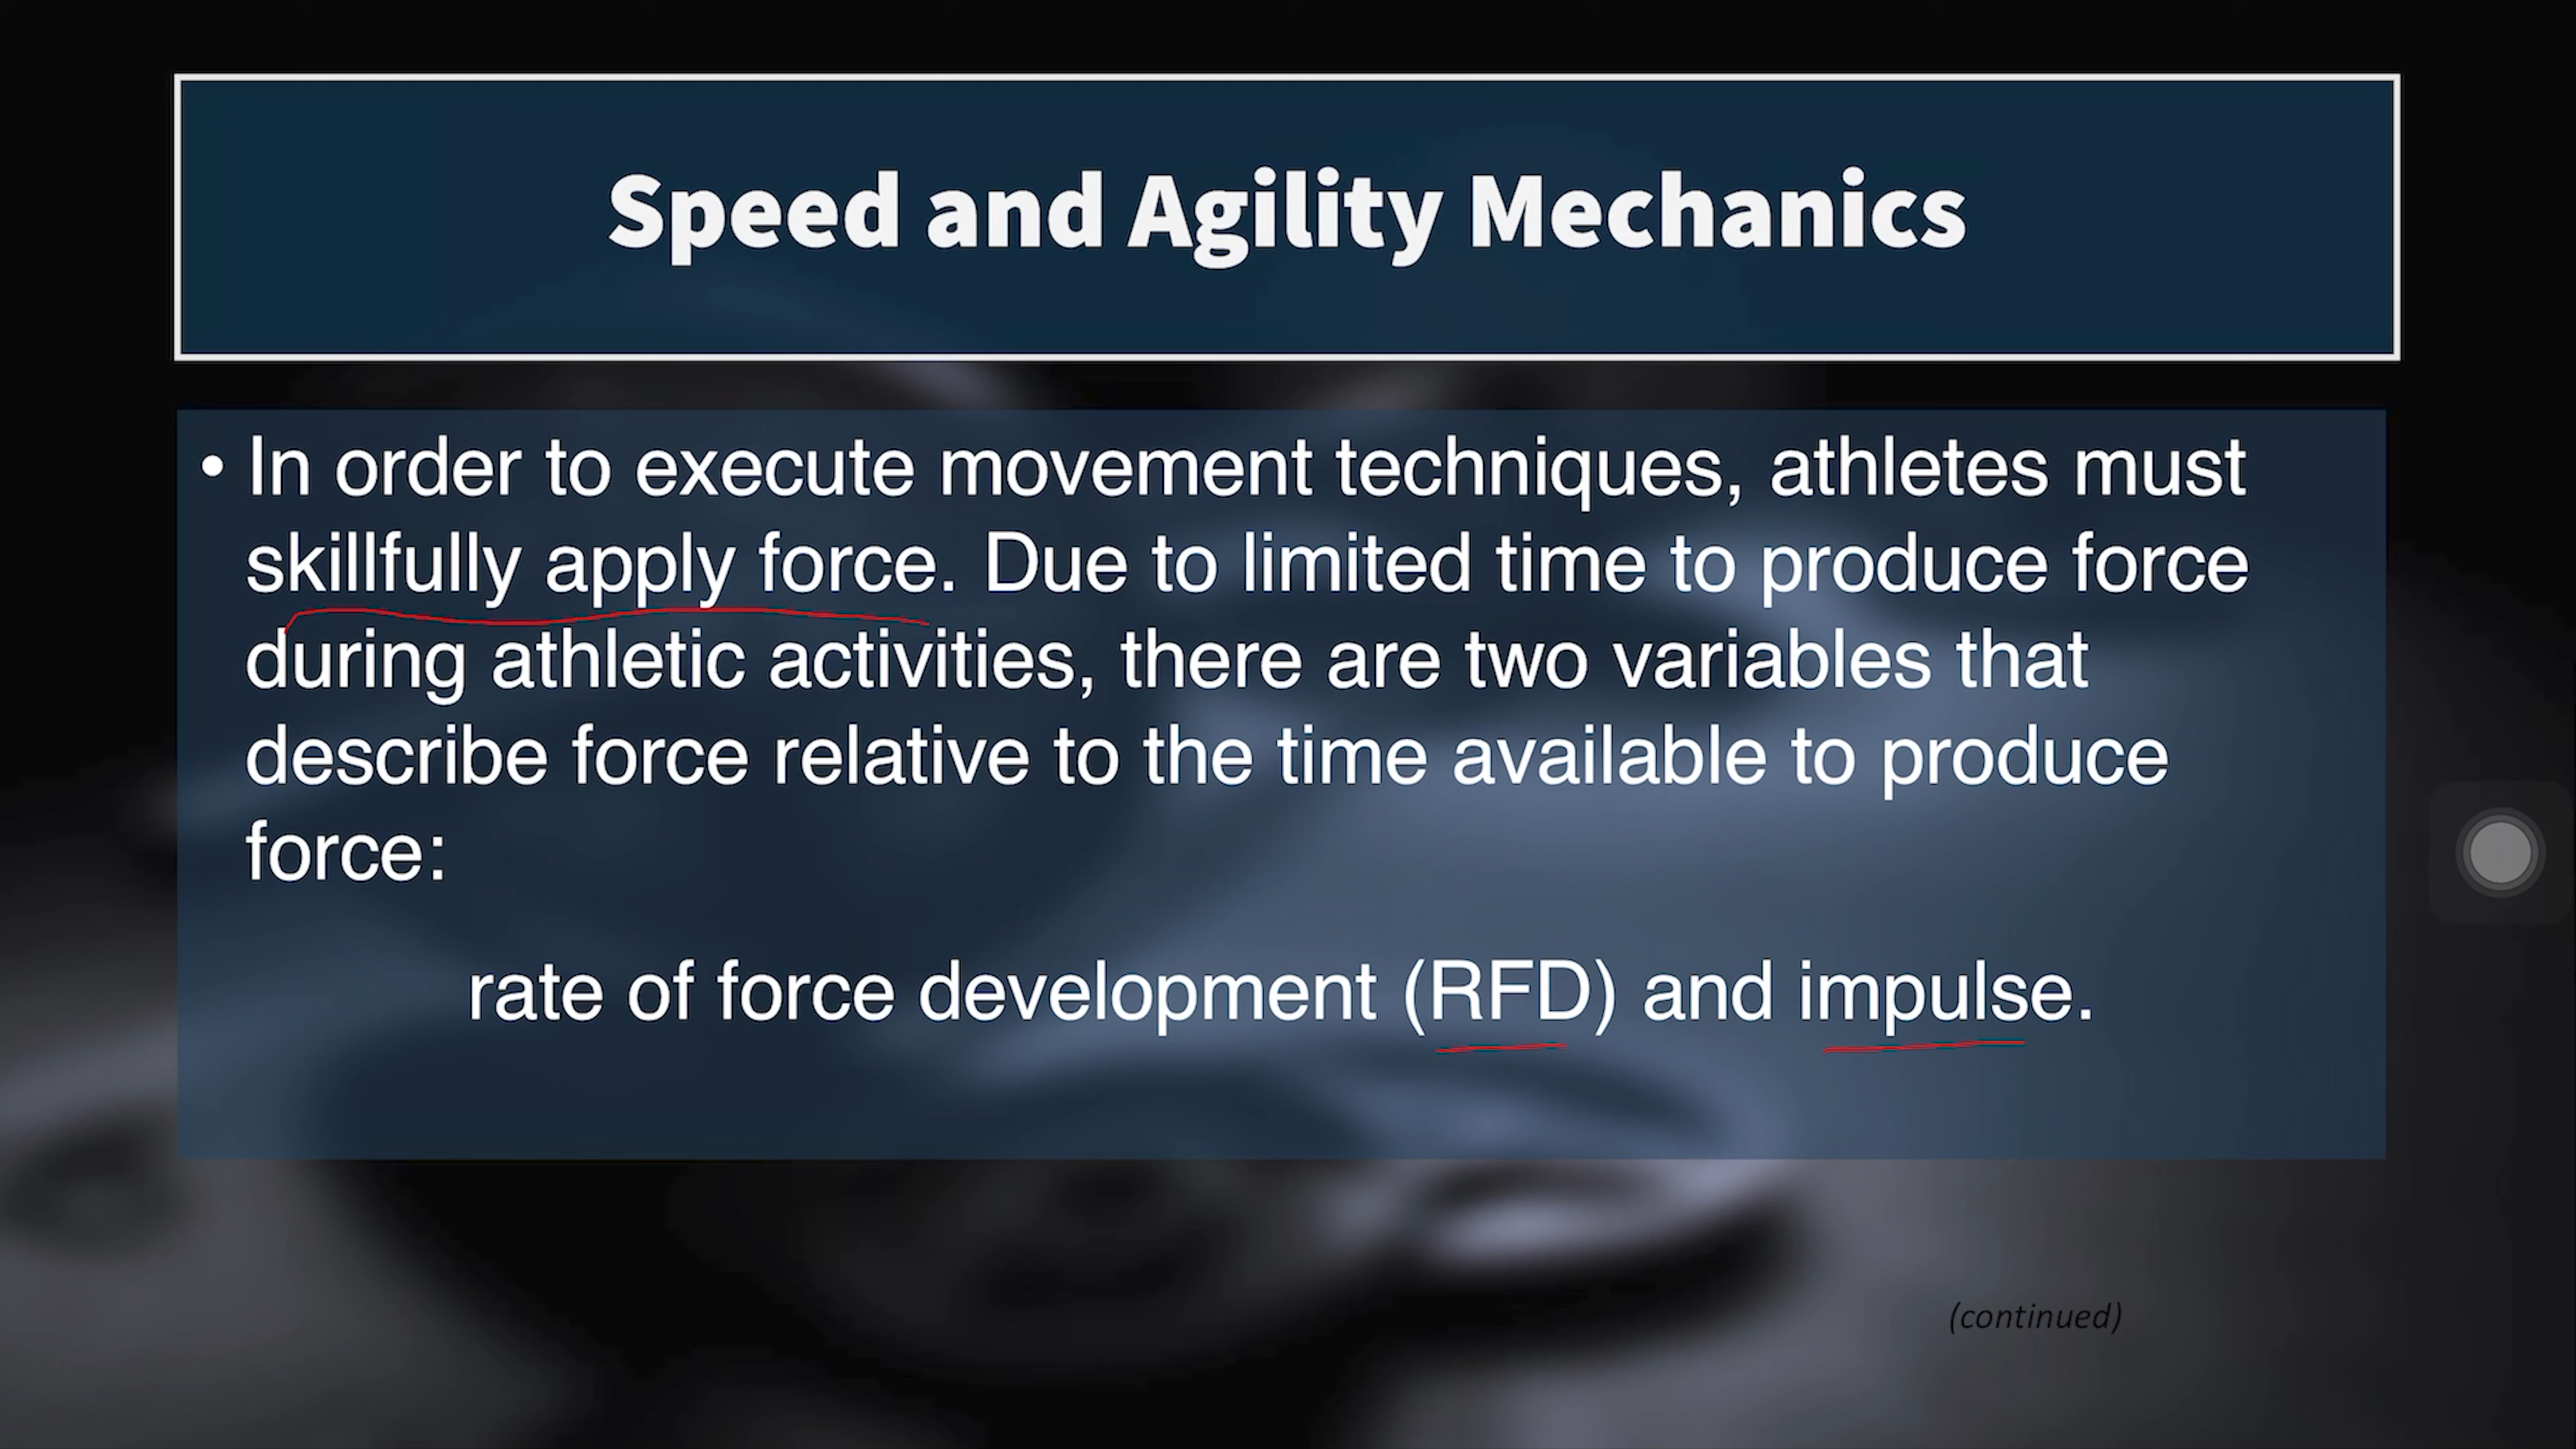 Speed and Agility Mechanics
• In order to execute movement techniques, athletes must
skillfully apply force. Due to limited time to produce force
during athletic activities, there are two variables that
describe force relative to the time available to produce
force:
rate of force development (RFD) and impulse.
(continued)